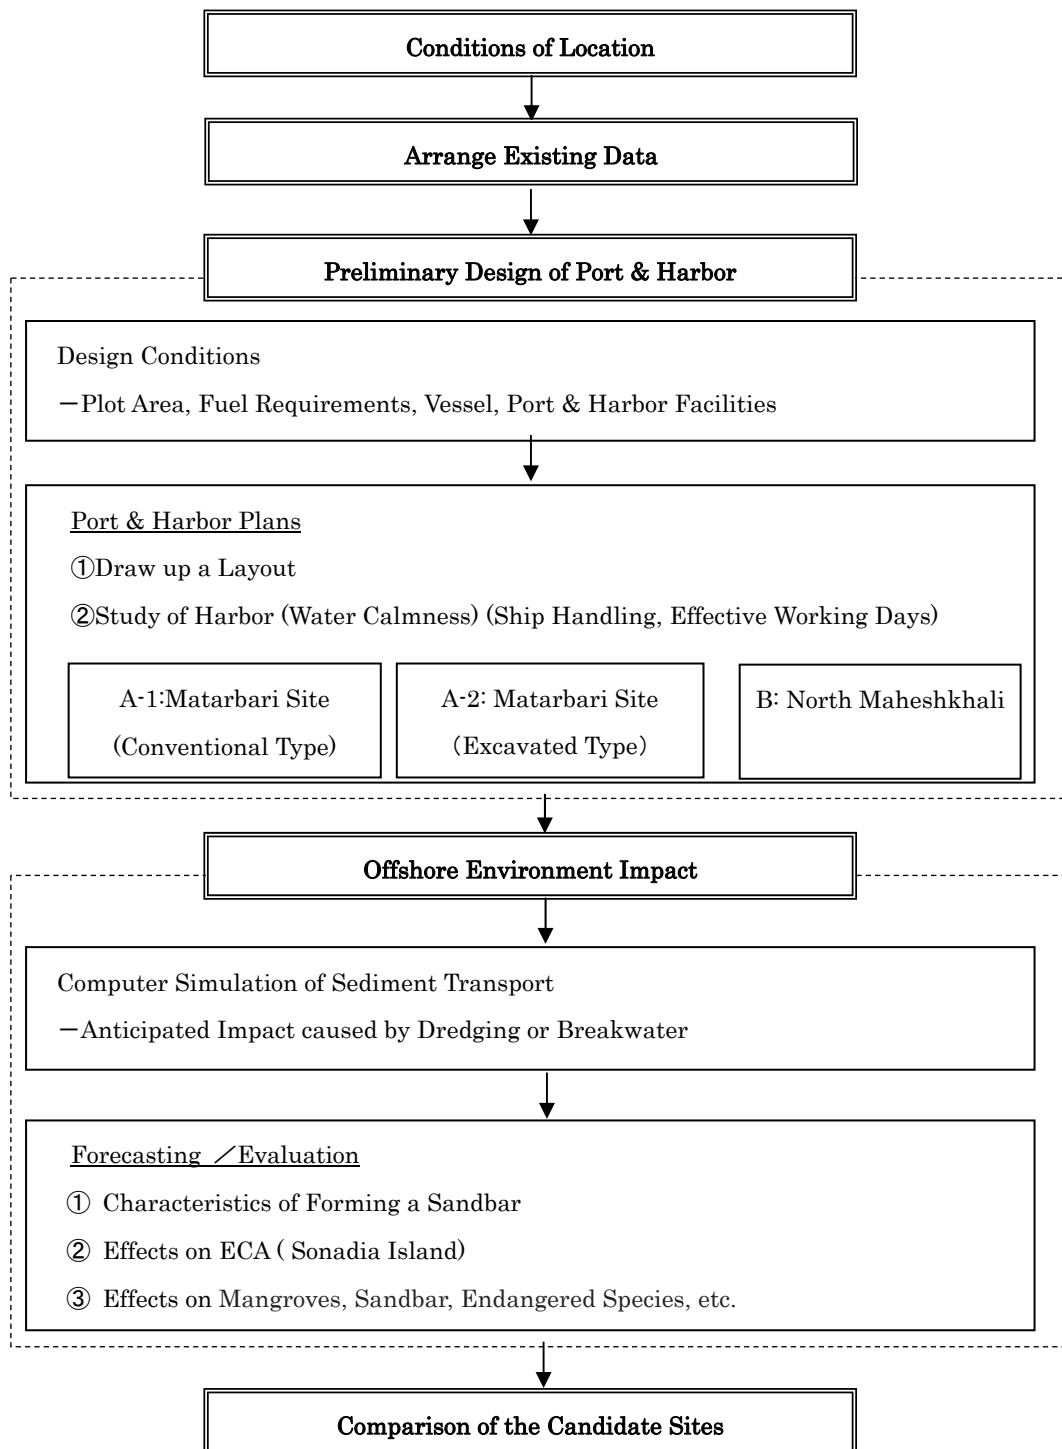 Conditions of Location
Arrange Existing Data
Preliminary Design of Port & Harbor
Design Conditions
－Plot Area, Fuel Requirements, Vessel, Port & Harbor Facilities
Port & Harbor Plans
①Draw up a Layout
②Study of Harbor (Water Calmness) (Ship Handling, Effective Working Days)
A-1:Matarbari Site
(Conventional Type)
A-2: Matarbari Site
（Excavated Type）
B: North Maheshkhali
Offshore Environment Impact
Computer Simulation of Sediment Transport
－Anticipated Impact caused by Dredging or Breakwater
Forecasting ／Evaluation
① Characteristics of Forming a Sandbar
② Effects on ECA ( Sonadia Island)
③ Effects on Mangroves, Sandbar, Endangered Species, etc.
Comparison of the Candidate Sites